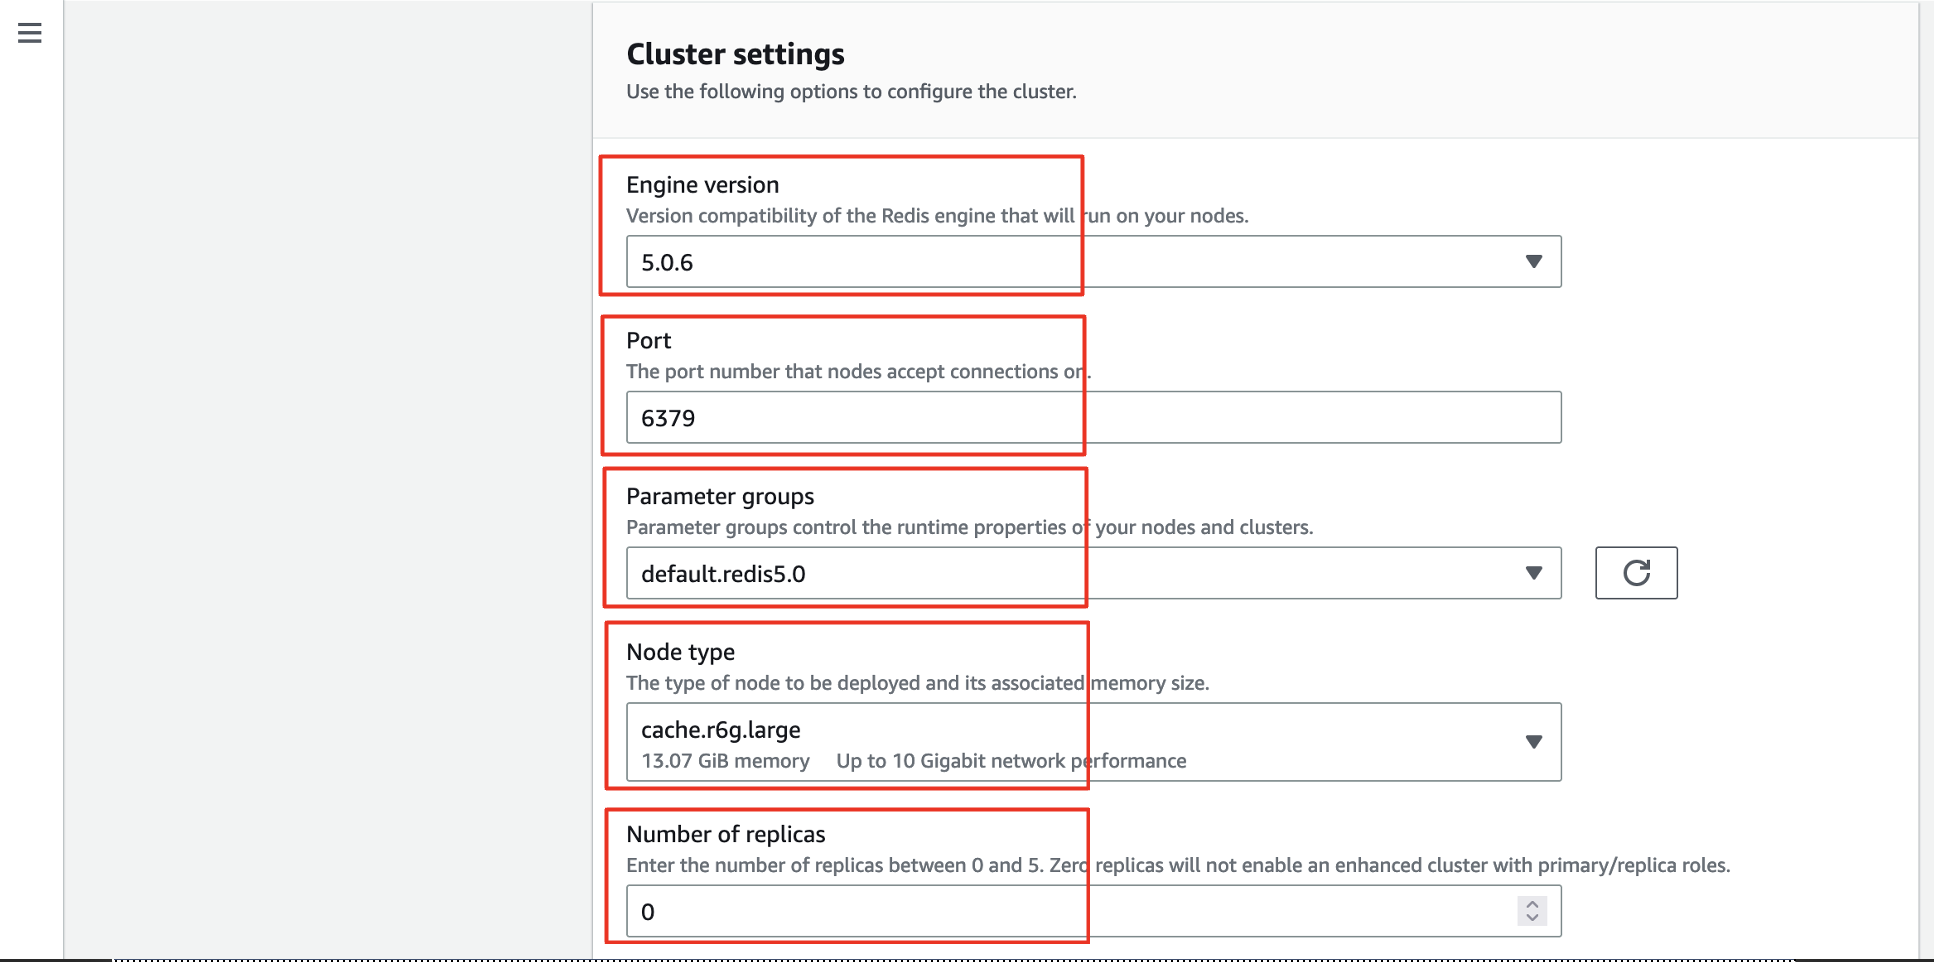 Cluster settings
Use the following options to configure the cluster.
Engine version
Version compatibility of the Redis engine that will run on your nodes.
5.0.6
Port
The port number that nodes accept connections on.
6379
Parameter groups
Parameter groups control the runtime properties of your nodes and clusters.
default.redis5.0
Node type
The type of node to be deployed and its associated memory size.
cache.r6g.large
13.07 GiB memory Up to 10 Gigabit network performance
Number of replicas
Enter the number of replicas between 0 and 5. Zero replicas will not enable an enhanced cluster with primary/replica roles.
0